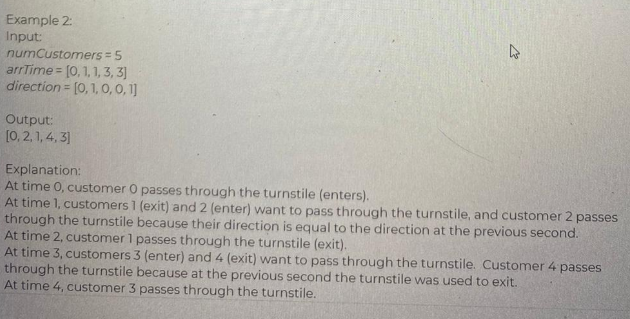 Example 2:
Input:
numCustomers = 5
arrTime = [0, 1, 1, 3, 3]
direction = [0, 1, 0, 0, 1]
Output:
[0, 2, 1, 4, 3]
Explanation:
At time 0, customer 0 passes through the turnstile (enters).
At time 1, customers 1 (exit) and 2 (enter) want to pass through the turnstile, and customer 2 passes
through the turnstile because their direction is equal to the direction at the previous second.
At time 2, customer 1 passes through the turnstile (exit).
At time 3, customers 3 (enter) and 4 (exit) want to pass through the turnstile. Customer 4 passes
through the turnstile because at the previous second the turnstile was used to exit.
At time 4, customer 3 passes through the turnstile.